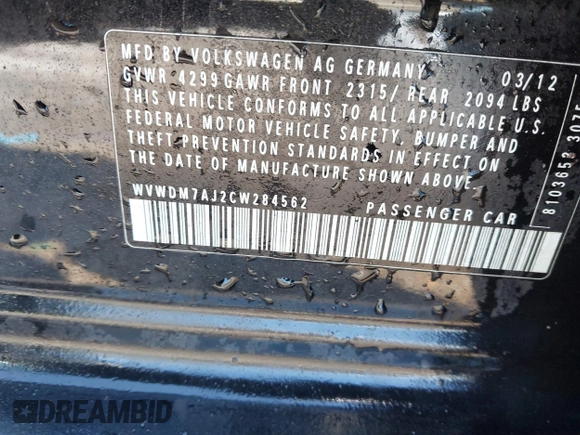 MFD BY VOLKSWAGEN AG GERMANY 03/12
GVWR 4299 GAWR FRONT 2315/ REAR 2094 LBS
THIS VEHICLE CONFORMS TO ALL APPLICABLE U.S.
FEDERAL MOTOR VEHICLE SAFETY, BUMPER AND
THEFT PREVENTION STANDARDS IN EFFECT ON
THE DATE OF MANUFACTURE SHOWN ABOVE.
WVWDM7AJ2CW284562 PASSENGER CAR
8103653 3077
DREAMBID